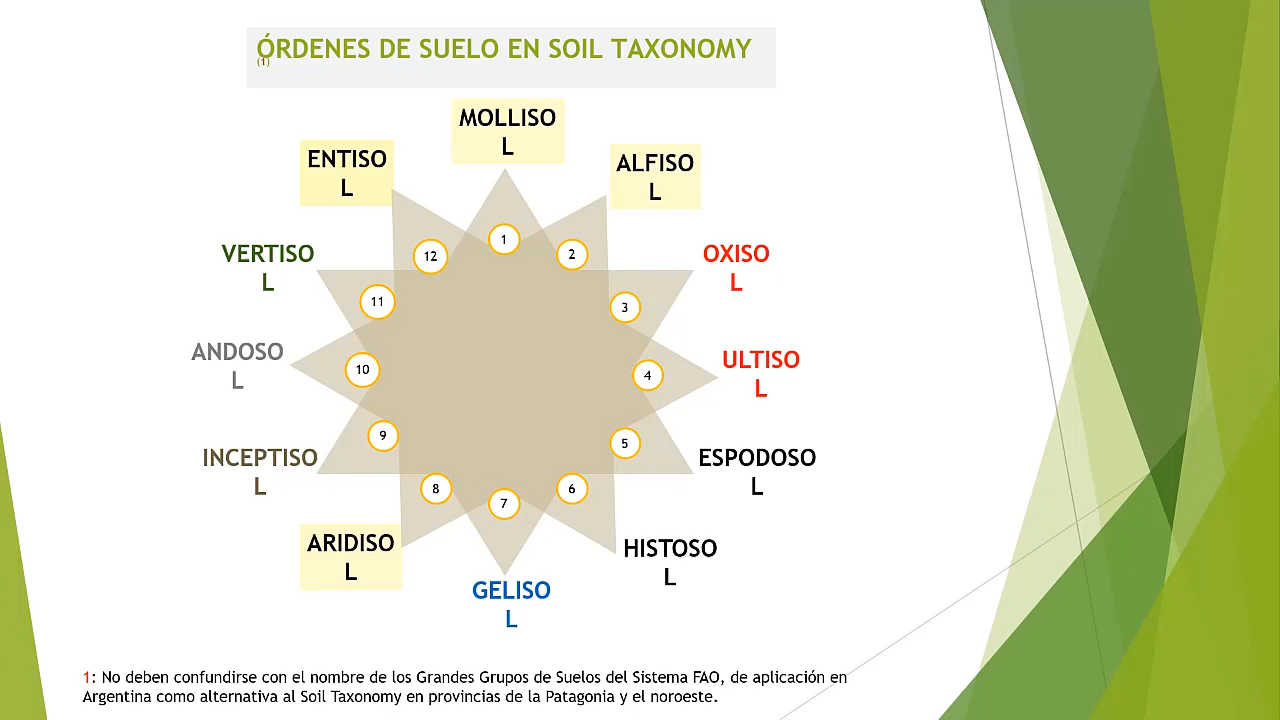 ÓRDENES DE SUELO EN SOIL TAXONOMY
(1)
MOLLISO
L
ENTISO
L
ALFISO
L
VERTISO
L
OXISO
L
ANDOSO
L
ULTISO
L
INCEPTISO
L
ESPODOSO
L
ARIDISO
L
HISTOSO
L
GELISO
L
1
2
3
4
5
6
7
8
9
10
11
12
1: No deben confundirse con el nombre de los Grandes Grupos de Suelos del Sistema FAO, de aplicación en
Argentina como alternativa al Soil Taxonomy en provincias de la Patagonia y el noroeste.